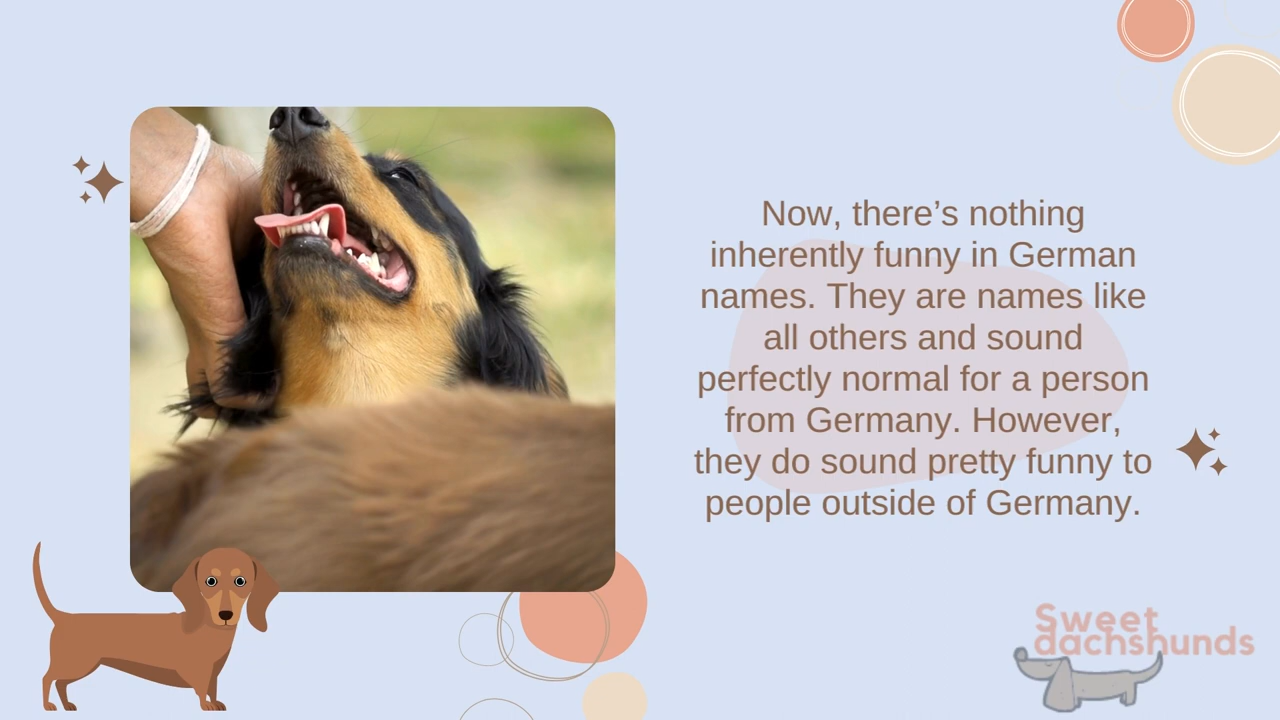 Now, there’s nothing
inherently funny in German
names. They are names like
all others and sound
perfectly normal for a person
from Germany. However,
they do sound pretty funny to
people outside of Germany.
Sweet
dachshunds